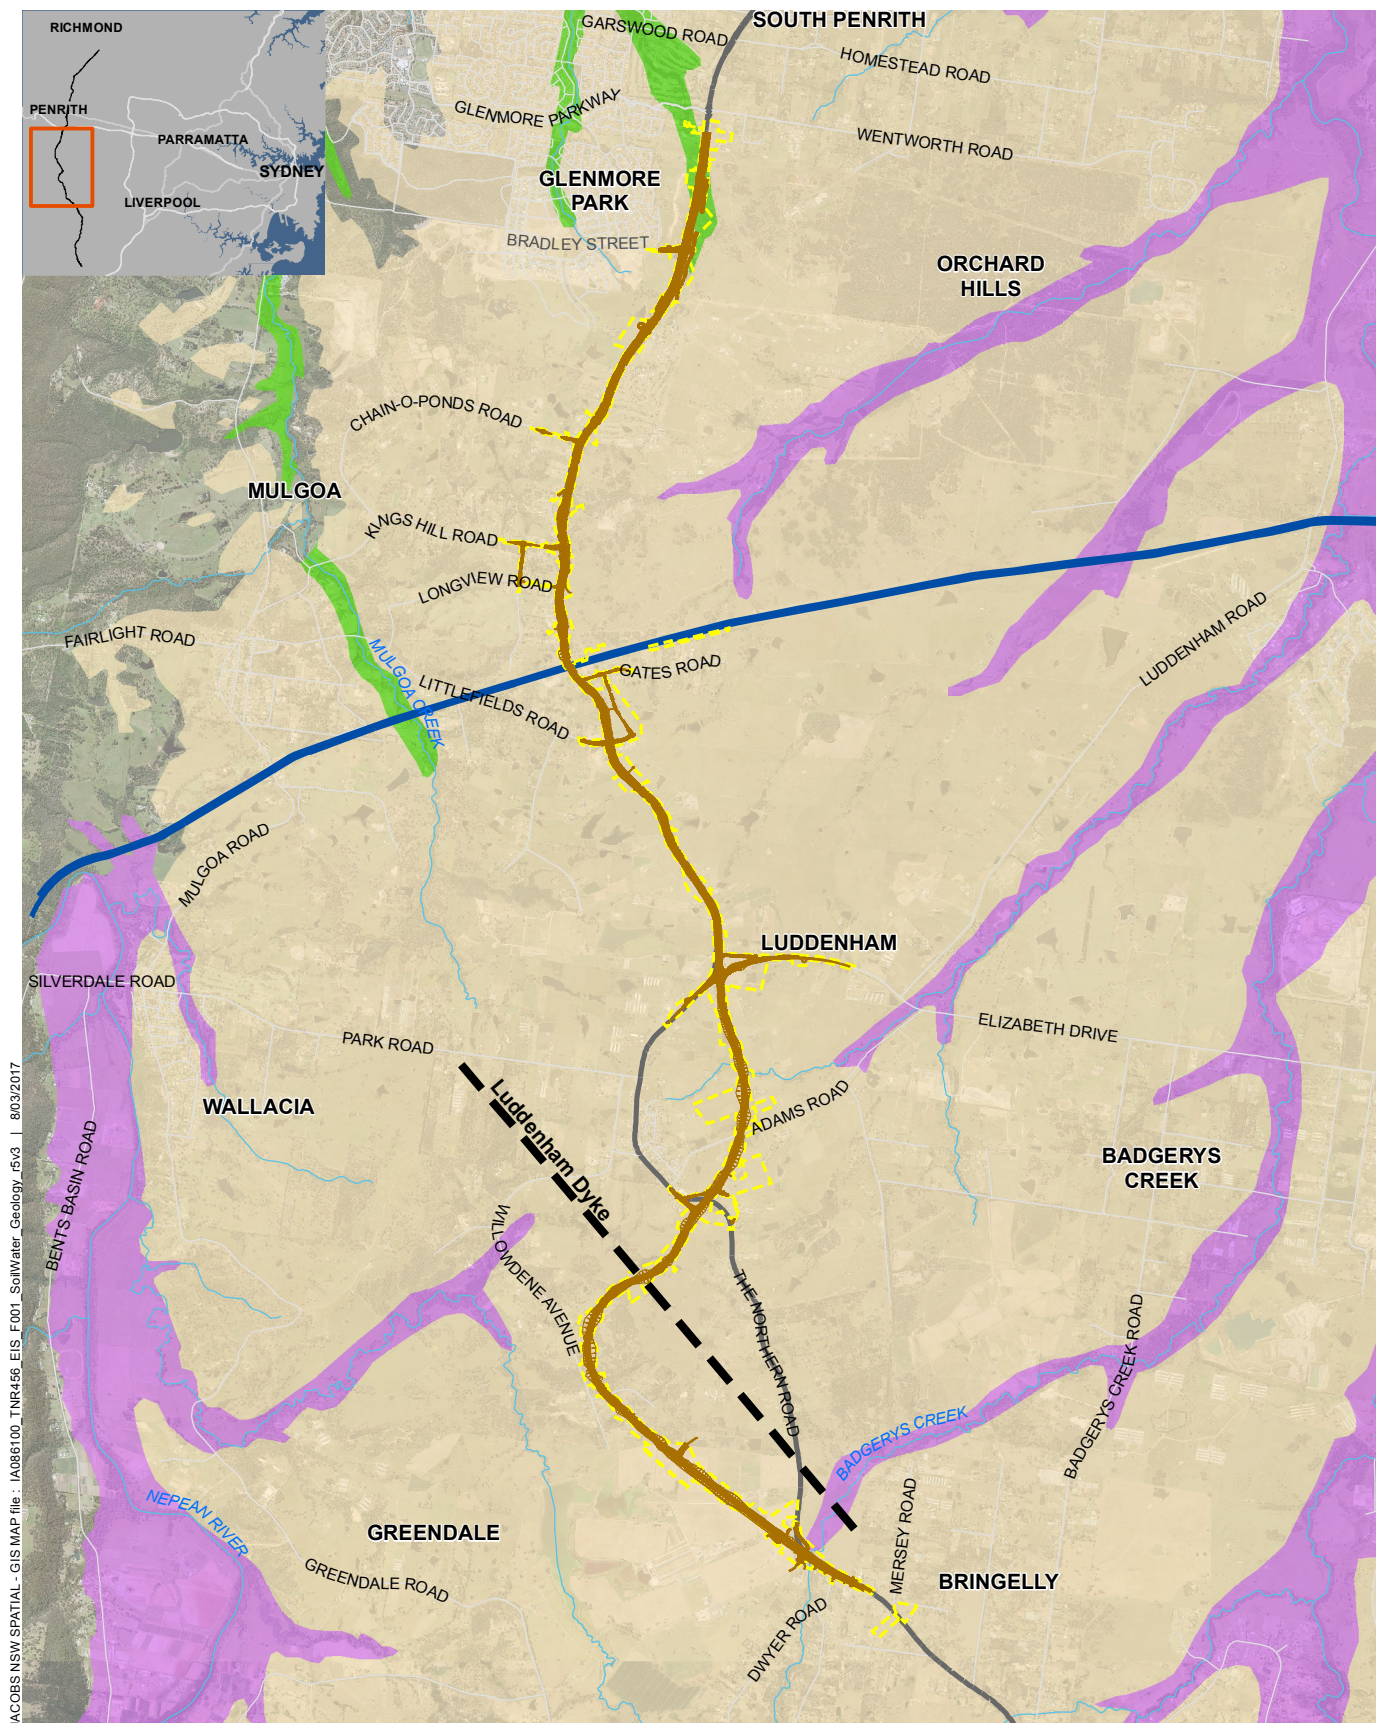 RICHMOND
PENRITH
PARRAMATTA
SYDNEY
LIVERPOOL
SOUTH PENRITH
GARSWOOD ROAD
HOMESTEAD ROAD
GLENMORE PARKWAY
WENTWORTH ROAD
GLENMORE
PARK
BRADLEY STREET
ORCHARD
HILLS
CHAIN-O-PONDS ROAD
MULGOA
KINGS HILL ROAD
LONGVIEW ROAD
FAIRLIGHT ROAD
MULGOA CREEK
LITTLEFIELDS ROAD
GATES ROAD
LUDDENHAM ROAD
MULGOA ROAD
LUDDENHAM
SILVERDALE ROAD
PARK ROAD
ELIZABETH DRIVE
WALLACIA
Luddenham Dyke
ADAMS ROAD
BADGERYS
CREEK
BENTS BASIN ROAD
WILLOWDENE AVENUE
THE NORTHERN ROAD
BADGERYS CREEK ROAD
BADGERYS CREEK
NEPEAN RIVER
GREENDALE
GREENDALE ROAD
MERSEY ROAD
BRINGELLY
DWYER ROAD
JACOBS NSW SPATIAL - GIS MAP file : IA086100_TNR456_EIS_F001_SoilWater_Geology_r5v3 | 8/03/2017